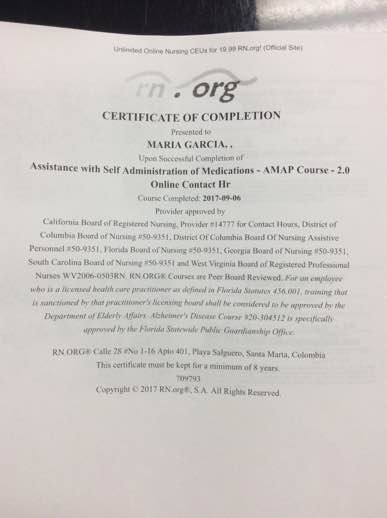 Unlimited Online Nursing CEUs for 19.99 RN.org! (Official Site)
rn.org
CERTIFICATE OF COMPLETION
Presented to
MARIA GARCIA, .
Upon Successful Completion of
Assistance with Self Administration of Medications - AMAP Course - 2.0
Online Contact Hr
Course Completed: 2017-09-06
Provider approved by
California Board of Registered Nursing, Provider #14777 for Contact Hours, District of
Columbia Board of Nursing #50-9351, District Of Columbia Board Of Nursing Assistive
Personnel #50-9351, Florida Board of Nursing #50-9351, Georgia Board of Nursing #50-9351,
South Carolina Board of Nursing #50-9351 and West Virginia Board of Registered Professional
Nurses WV2006-0503RN. RN.ORG® Courses are Peer Board Reviewed. For an employee
who is a licensed health care practitioner as defined in Florida Statutes 456.001, training that
is sanctioned by that practitioner's licensing board shall be considered to be approved by the
Department of Elderly Affairs. Alzheimer's Disease Course #20-304512 is specifically
approved by the Florida Statewide Public Guardianship Office.
RN.ORG® Calle 28 #No 1-16 Apto 401, Playa Salguero, Santa Marta, Colombia
This certificate must be kept for a minimum of 8 years.
709793
Copyright © 2017 RN.org®, S.A. All Rights Reserved.